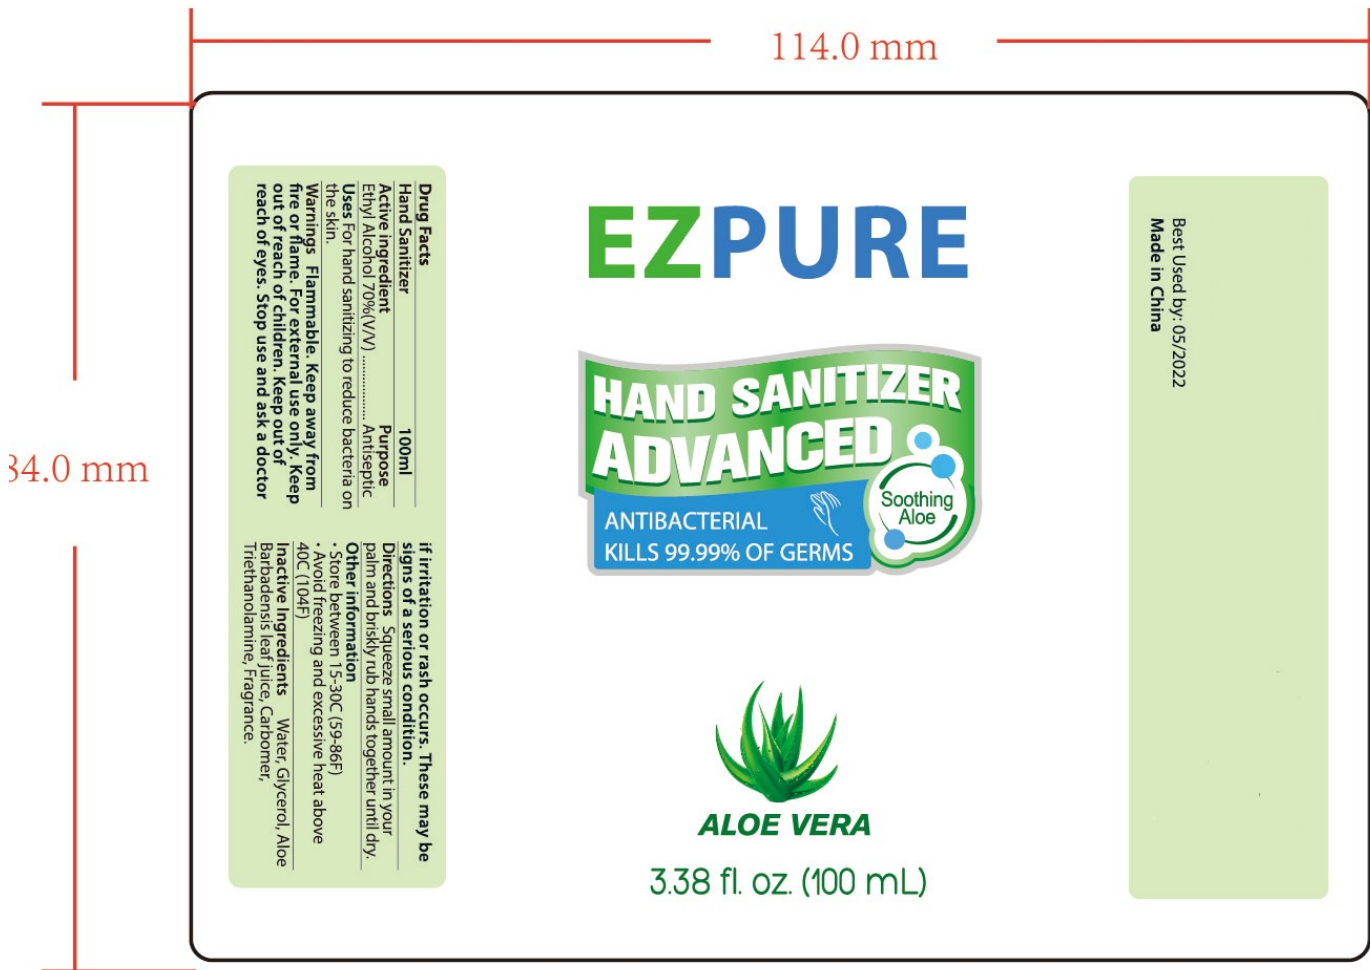 114.0 mm
34.0 mm
Drug Facts
Hand Sanitizer 100ml
Active ingredient Purpose
Ethyl Alcohol 70%(V/V) .................. Antiseptic
Uses For hand sanitizing to reduce bacteria on
the skin.
Warnings Flammable. Keep away from
fire or flame. For external use only. Keep
out of reach of children. Keep out of
reach of eyes. Stop use and ask a doctor
if irritation or rash occurs. These may be
signs of a serious condition.
Directions Squeeze small amount in your
palm and briskly rub hands together until dry.
Other information
· Store between 15-30C (59-86F)
· Avoid freezing and excessive heat above
40C (104F)
Inactive Ingredients Water, Glycerol, Aloe
Barbadensis leaf juice, Carbomer,
Triethanolamine, Fragrance.
EZPURE
HAND SANITIZER
ADVANCED
Soothing
Aloe
ANTIBACTERIAL
KILLS 99.99% OF GERMS
ALOE VERA
3.38 fl. oz. (100 mL)
Best Used by: 05/2022
Made in China